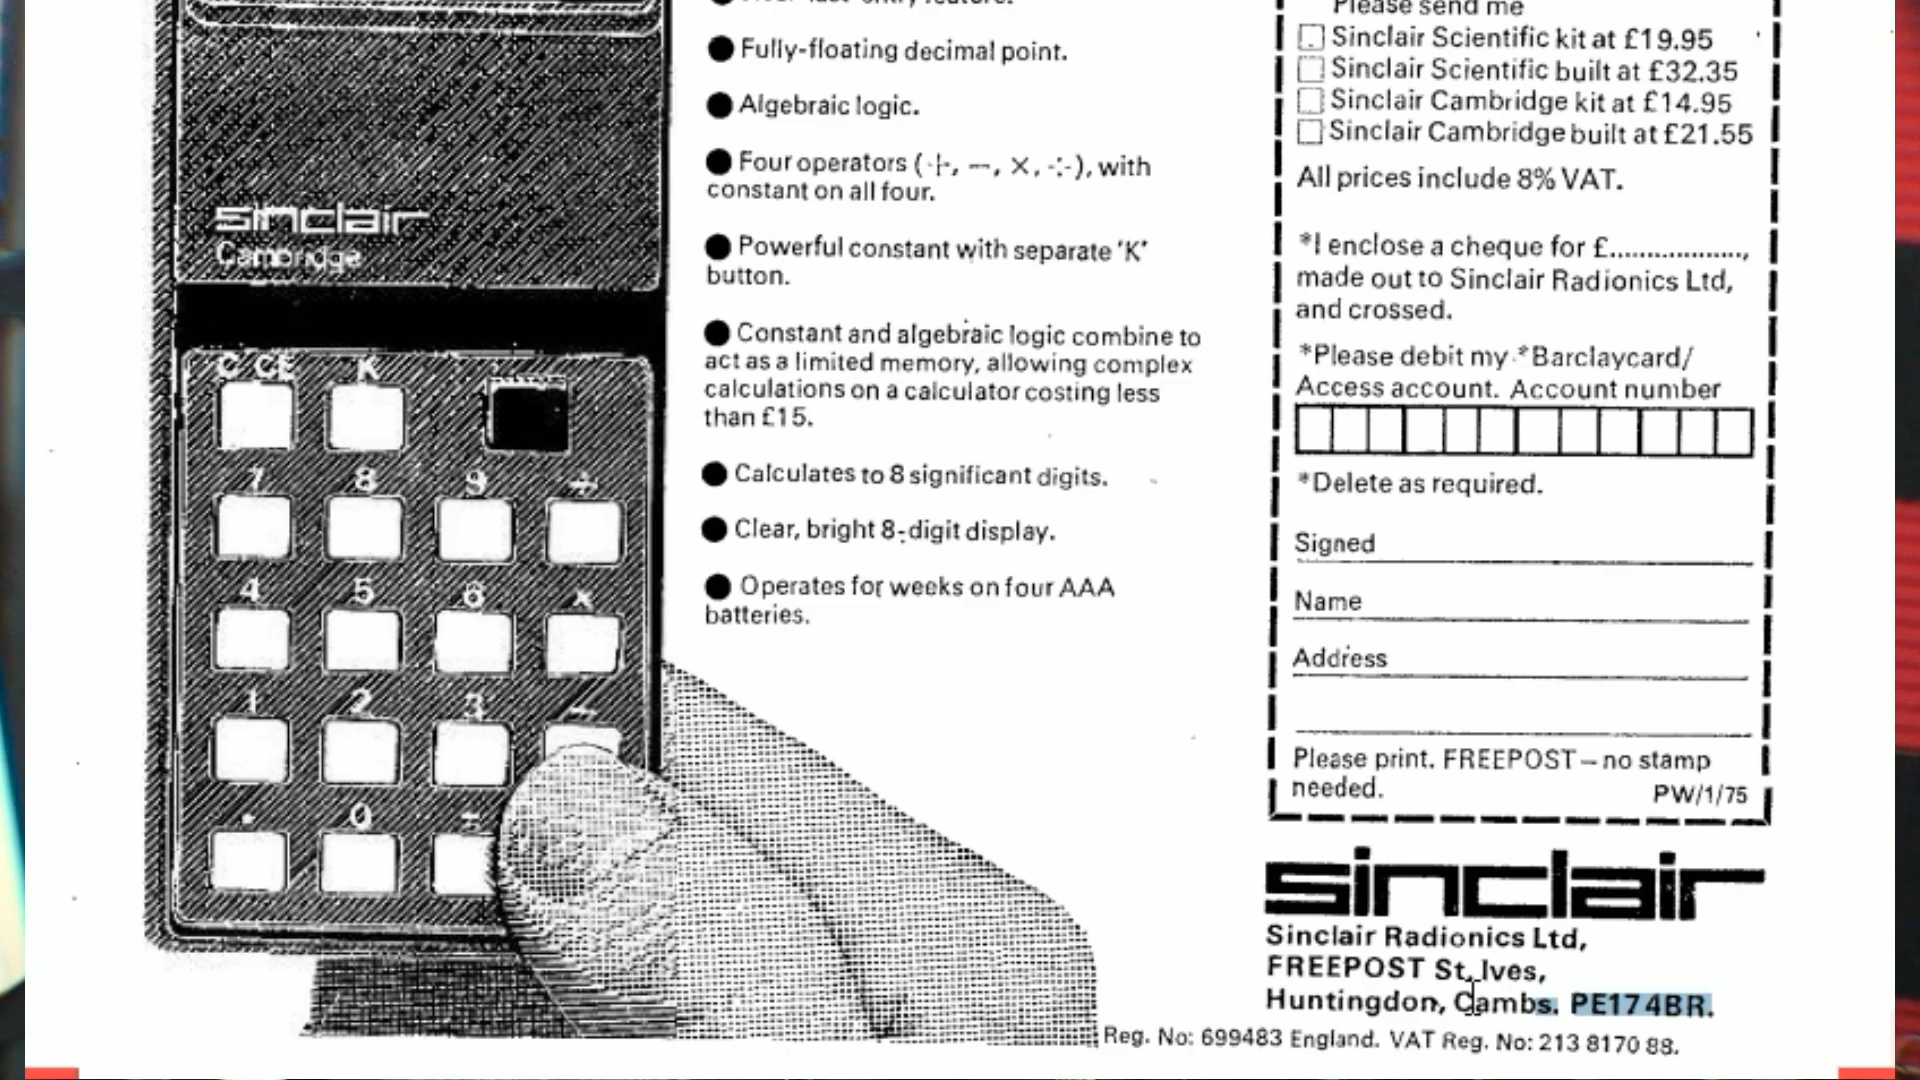 ● Fully-floating decimal point.
● Algebraic logic.
● Four operators (+, −, ×, ÷), with
constant on all four.
● Powerful constant with separate 'K'
button.
● Constant and algebraic logic combine to
act as a limited memory, allowing complex
calculations on a calculator costing less
than £15.
● Calculates to 8 significant digits.
● Clear, bright 8-digit display.
● Operates for weeks on four AAA
batteries.
sinclair
Cambridge
C CE K
7 8 9 ÷
4 5 6 ×
1 2 3
. 0 =
Please send me
Sinclair Scientific kit at £19.95
Sinclair Scientific built at £32.35
Sinclair Cambridge kit at £14.95
Sinclair Cambridge built at £21.55
All prices include 8% VAT.
*I enclose a cheque for £..................,
made out to Sinclair Radionics Ltd,
and crossed.
*Please debit my *Barclaycard/
Access account. Account number
*Delete as required.
Signed
Name
Address
Please print. FREEPOST – no stamp
needed. PW/1/75
sinclair
Sinclair Radionics Ltd,
FREEPOST St. Ives,
Huntingdon, Cambs. PE174BR.
Reg. No: 699483 England. VAT Reg. No: 213 8170 88.